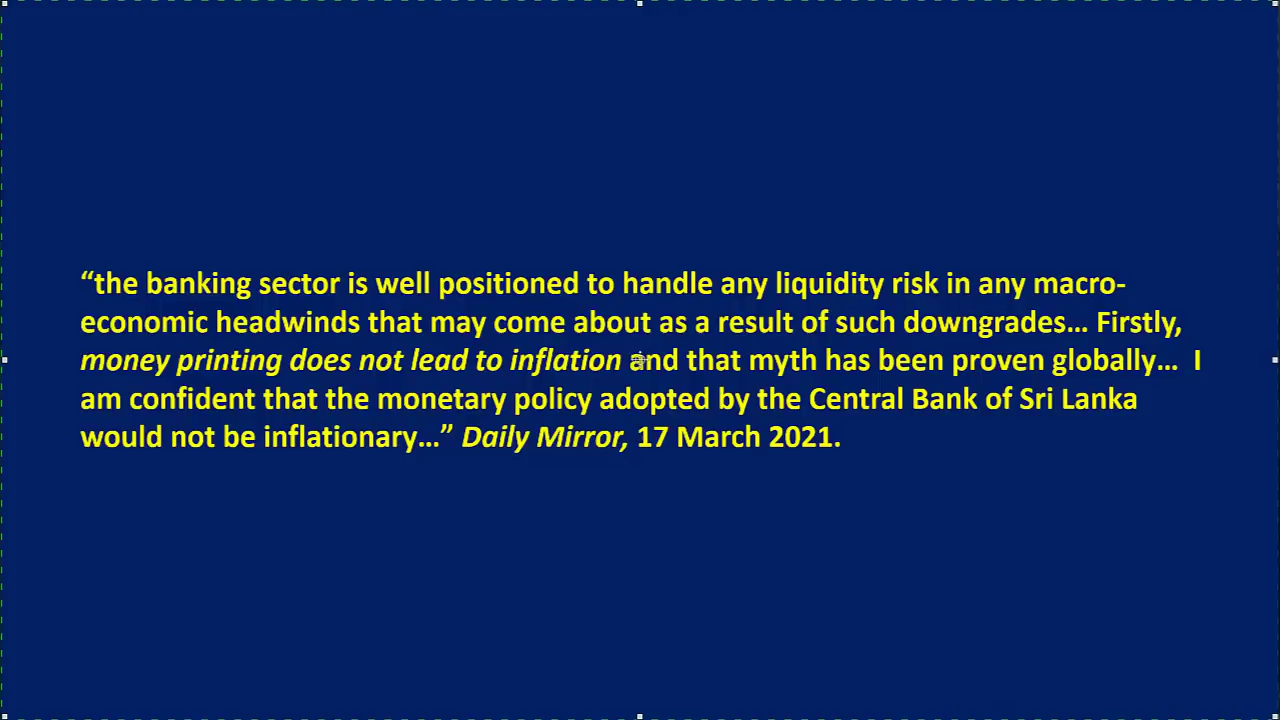 “the banking sector is well positioned to handle any liquidity risk in any macro-
economic headwinds that may come about as a result of such downgrades… Firstly,
money printing does not lead to inflation and that myth has been proven globally… I
am confident that the monetary policy adopted by the Central Bank of Sri Lanka
would not be inflationary…” Daily Mirror, 17 March 2021.